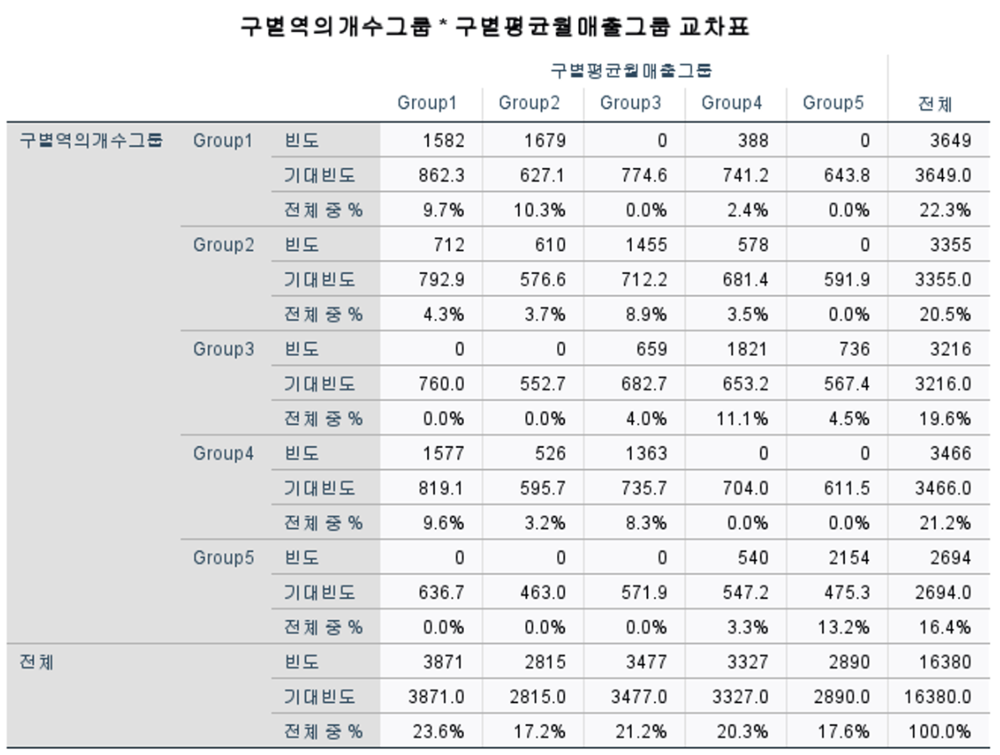 구별역의개수그룹 * 구별평균월매출그룹 교차표
구별평균월매출그룹
Group1 Group2 Group3 Group4 Group5 전체
구별역의개수그룹 Group1 빈도 1582 1679 0 388 0 3649
기대빈도 862.3 627.1 774.6 741.2 643.8 3649.0
전체 중 % 9.7% 10.3% 0.0% 2.4% 0.0% 22.3%
Group2 빈도 712 610 1455 578 0 3355
기대빈도 792.9 576.6 712.2 681.4 591.9 3355.0
전체 중 % 4.3% 3.7% 8.9% 3.5% 0.0% 20.5%
Group3 빈도 0 0 659 1821 736 3216
기대빈도 760.0 552.7 682.7 653.2 567.4 3216.0
전체 중 % 0.0% 0.0% 4.0% 11.1% 4.5% 19.6%
Group4 빈도 1577 526 1363 0 0 3466
기대빈도 819.1 595.7 735.7 704.0 611.5 3466.0
전체 중 % 9.6% 3.2% 8.3% 0.0% 0.0% 21.2%
Group5 빈도 0 0 0 540 2154 2694
기대빈도 636.7 463.0 571.9 547.2 475.3 2694.0
전체 중 % 0.0% 0.0% 0.0% 3.3% 13.2% 16.4%
전체 빈도 3871 2815 3477 3327 2890 16380
기대빈도 3871.0 2815.0 3477.0 3327.0 2890.0 16380.0
전체 중 % 23.6% 17.2% 21.2% 20.3% 17.6% 100.0%